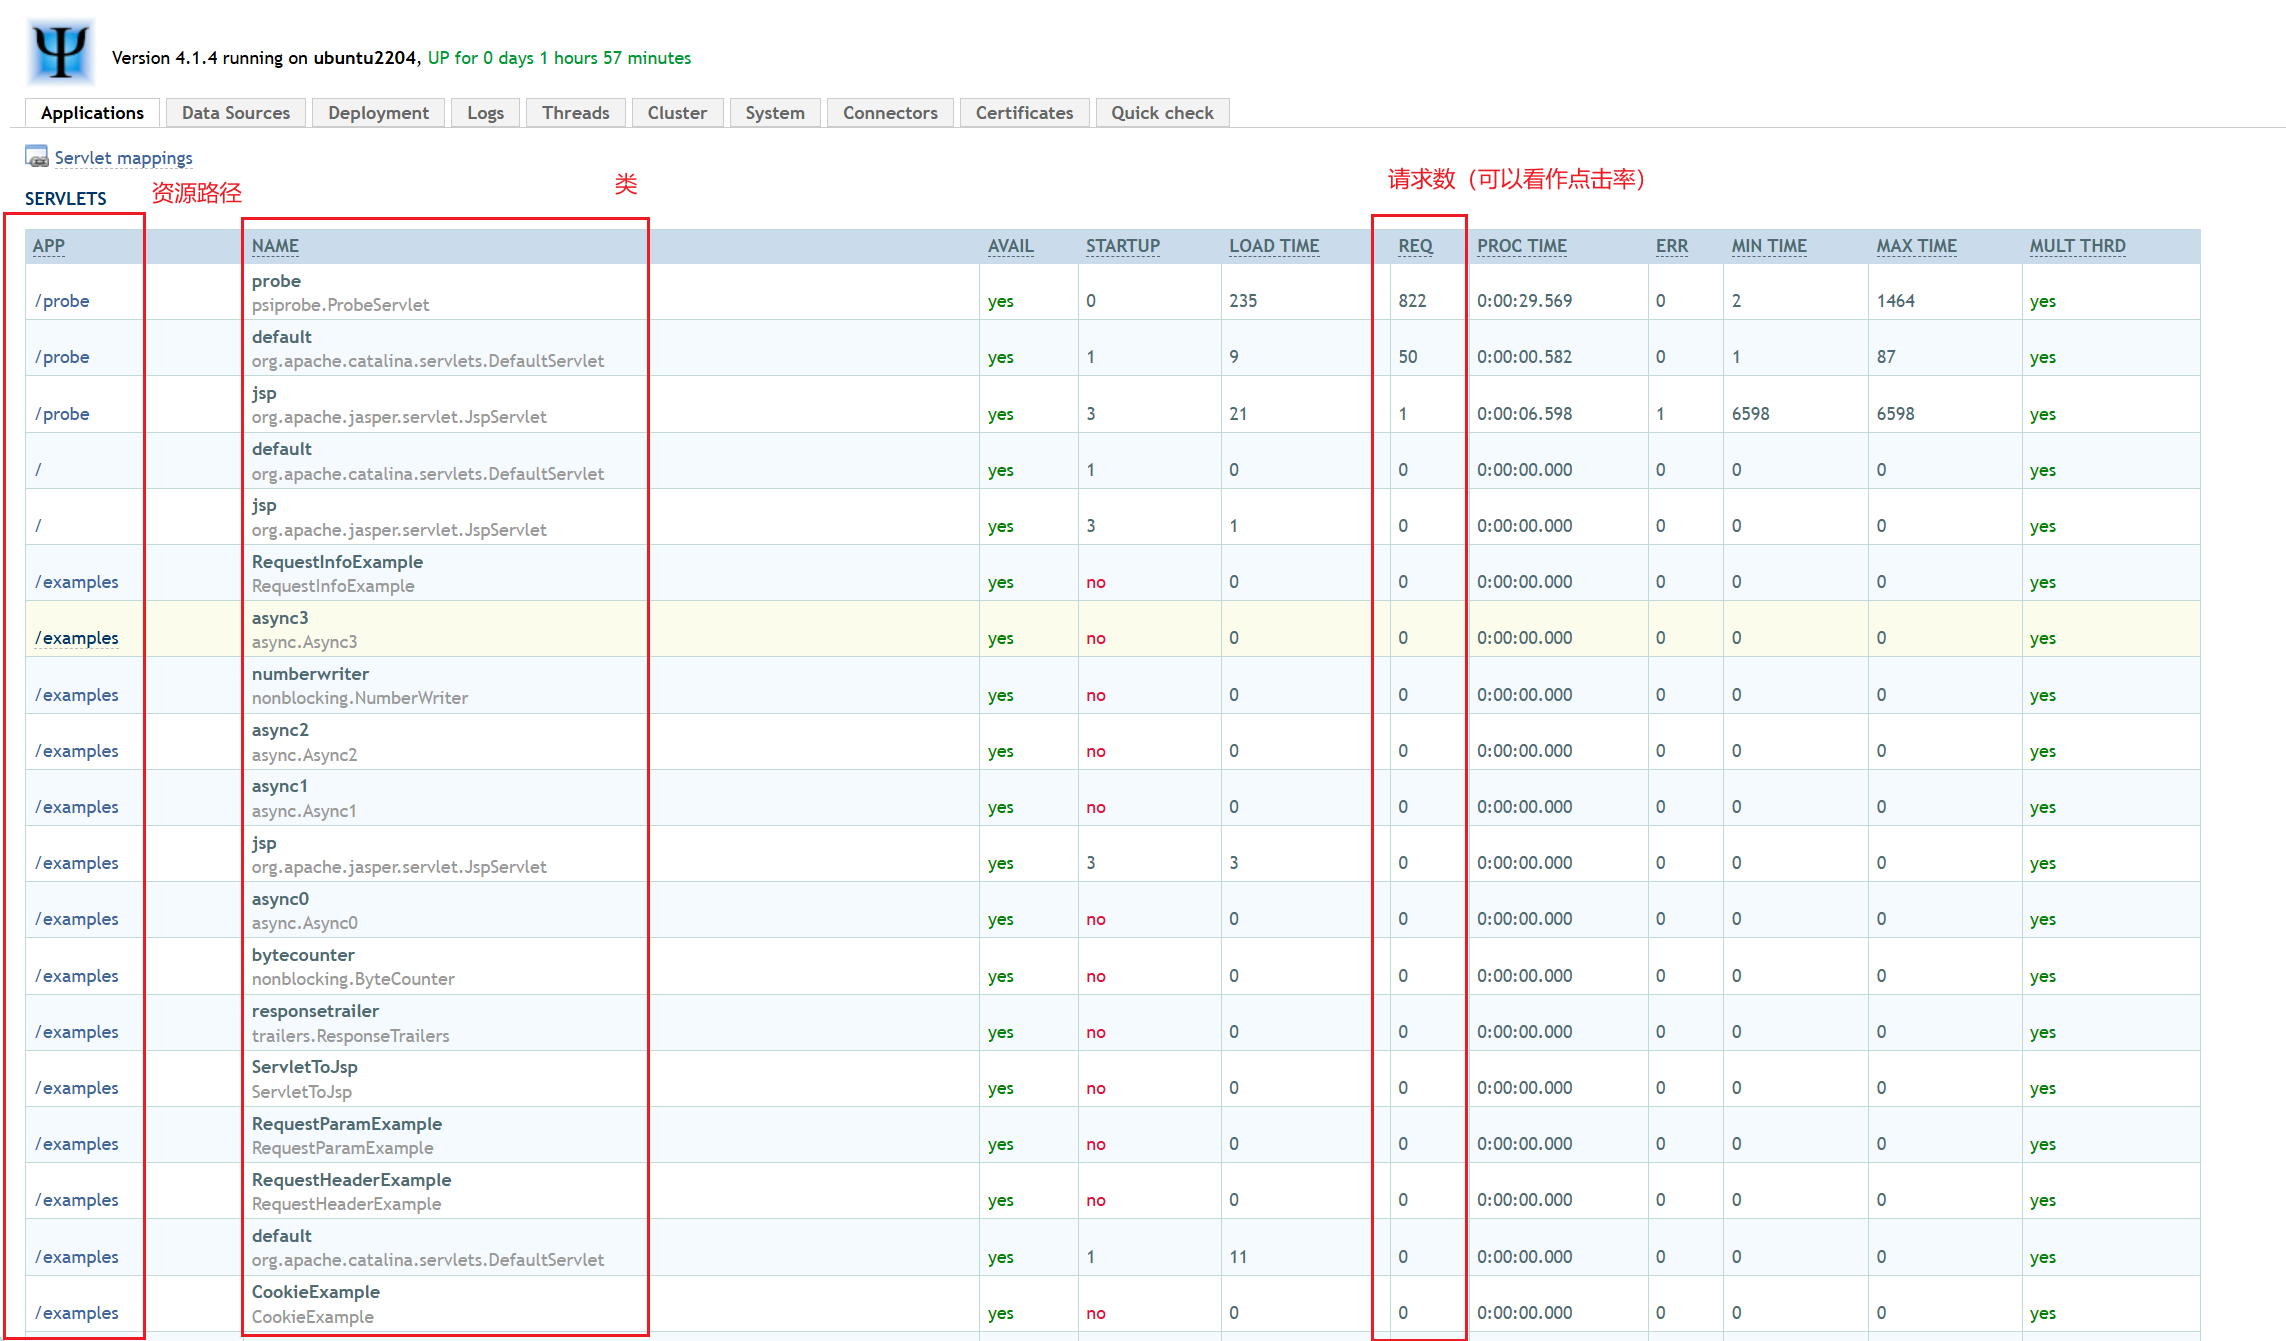 Version 4.1.4 running on ubuntu2204, UP for 0 days 1 hours 57 minutes
Applications Data Sources Deployment Logs Threads Cluster System Connectors Certificates Quick check
Servlet mappings
SERVLETS 资源路径 类 请求数（可以看作点击率）
APP NAME AVAIL STARTUP LOAD TIME REQ PROC TIME ERR MIN TIME MAX TIME MULT THRD
probe
/probe psiprobe.ProbeServlet yes 0 235 822 0:00:29.569 0 2 1464 yes
default
/probe org.apache.catalina.servlets.DefaultServlet yes 1 9 50 0:00:00.582 0 1 87 yes
jsp
/probe org.apache.jasper.servlet.JspServlet yes 3 21 1 0:00:06.598 1 6598 6598 yes
default
/ org.apache.catalina.servlets.DefaultServlet yes 1 0 0 0:00:00.000 0 0 0 yes
jsp
/ org.apache.jasper.servlet.JspServlet yes 3 1 0 0:00:00.000 0 0 0 yes
RequestInfoExample
/examples RequestInfoExample yes no 0 0 0:00:00.000 0 0 0 yes
async3
/examples async.Async3 yes no 0 0 0:00:00.000 0 0 0 yes
numberwriter
/examples nonblocking.NumberWriter yes no 0 0 0:00:00.000 0 0 0 yes
async2
/examples async.Async2 yes no 0 0 0:00:00.000 0 0 0 yes
async1
/examples async.Async1 yes no 0 0 0:00:00.000 0 0 0 yes
jsp
/examples org.apache.jasper.servlet.JspServlet yes 3 3 0 0:00:00.000 0 0 0 yes
async0
/examples async.Async0 yes no 0 0 0:00:00.000 0 0 0 yes
bytecounter
/examples nonblocking.ByteCounter yes no 0 0 0:00:00.000 0 0 0 yes
responsetrailer
/examples trailers.ResponseTrailers yes no 0 0 0:00:00.000 0 0 0 yes
ServletToJsp
/examples ServletToJsp yes no 0 0 0:00:00.000 0 0 0 yes
RequestParamExample
/examples RequestParamExample yes no 0 0 0:00:00.000 0 0 0 yes
RequestHeaderExample
/examples RequestHeaderExample yes no 0 0 0:00:00.000 0 0 0 yes
default
/examples org.apache.catalina.servlets.DefaultServlet yes 1 11 0 0:00:00.000 0 0 0 yes
CookieExample
/examples CookieExample yes no 0 0 0:00:00.000 0 0 0 yes